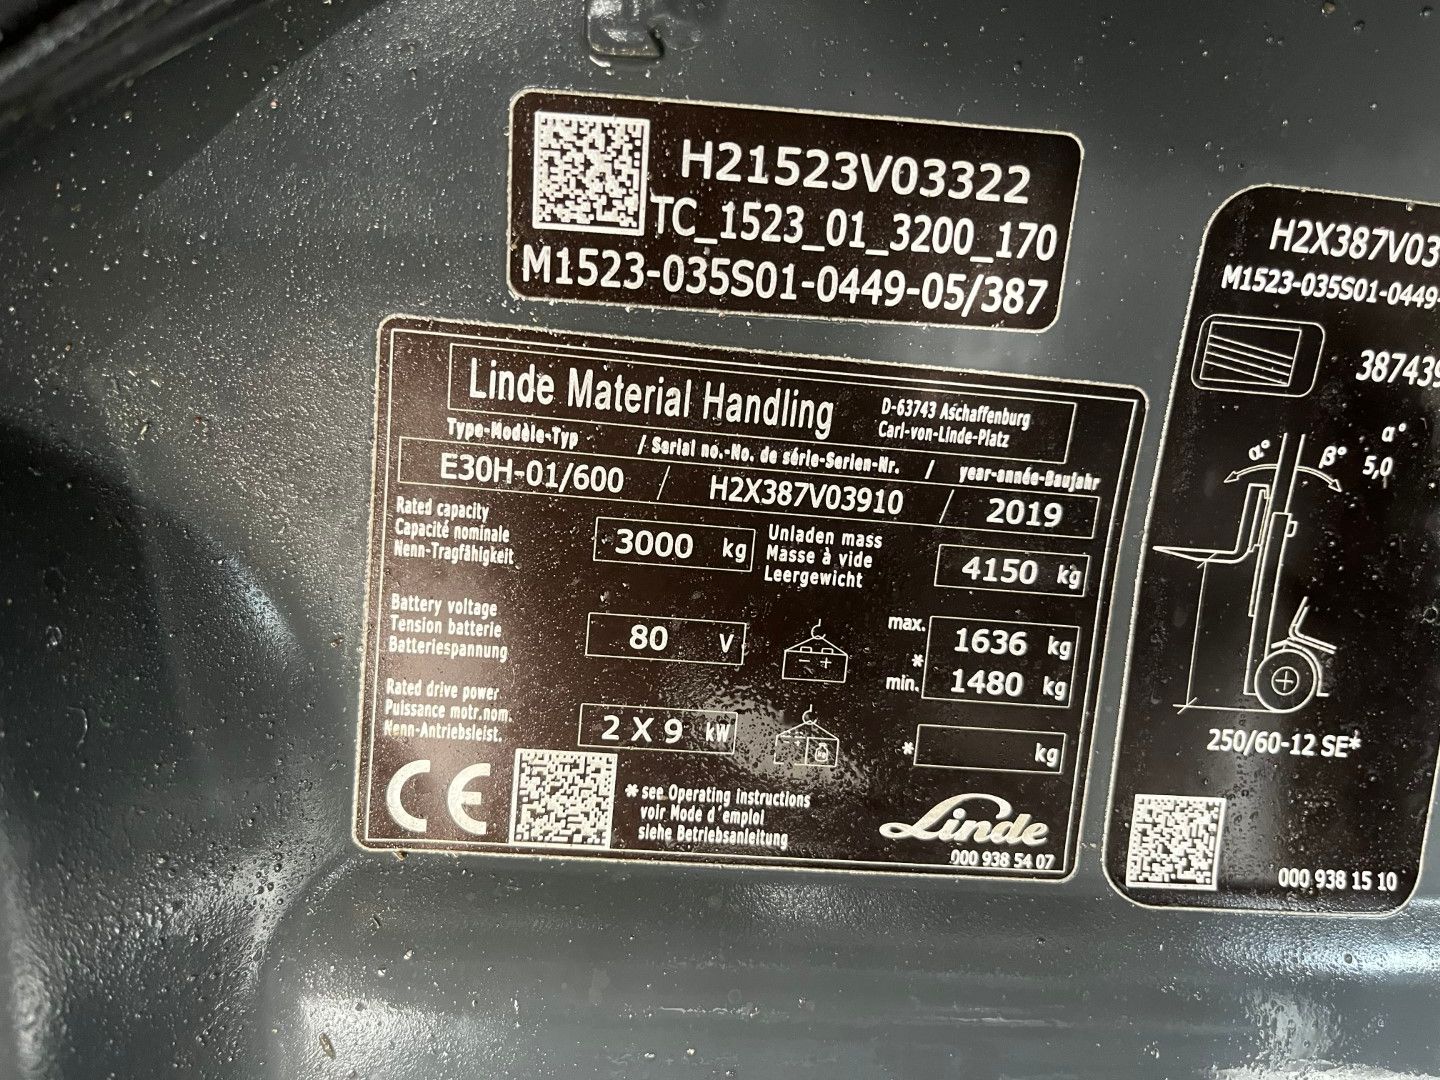 H21523V03322
TC_1523_01_3200_170
M1523-035S01-0449-05/387
Linde Material Handling
D-63743 Aschaffenburg
Carl-von-Linde-Platz
Type-Modèle-Typ / Serial no.-No. de série-Serien-Nr. / year-année-Baujahr
E30H-01/600 / H2X387V03910 / 2019
Rated capacity
Capacité nominale
Nenn-Tragfähigkeit
3000 kg
Unladen mass
Masse à vide
Leergewicht
4150 kg
Battery voltage
Tension batterie
Batteriespannung
80 V
- +
max. 1636 kg
*
min. 1480 kg
Rated drive power
Puissance motr.nom.
Nenn-Antriebsleist.
2 X 9 kW
* kg
CE
* see Operating Instructions
voir Mode d'emploi
siehe Betriebsanleitung
Linde
000 938 54 07
H2X387V03
M1523-035S01-0449-
387439
α°
α° β° 5,0
250/60-12 SE*
000 938 15 10